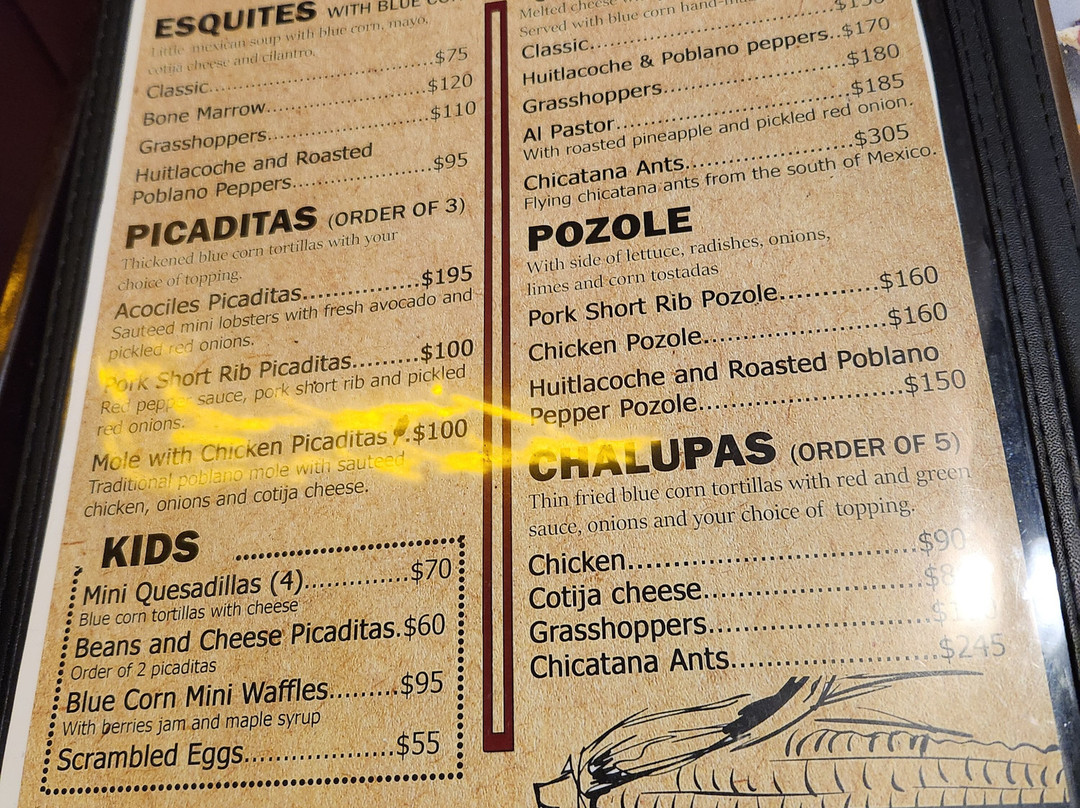 ESQUITES WITH BLUE
Little mexican soup with blue corn, mayo,
cotija cheese and cilantro.
Classic...............................$75
Bone Marrow.......................$120
Grasshoppers.......................$110
Huitlacoche and Roasted
Poblano Peppers....................$95
PICADITAS (ORDER OF 3)
Thickened blue corn tortillas with your
choice of topping.
Acociles Picaditas...............$195
Sauteed mini lobsters with fresh avocado and
pickled red onions.
Pork Short Rib Picaditas.........$100
Red pepper sauce, pork short rib and pickled
red onions.
Mole with Chicken Picaditas .$100
Traditional poblano mole with sauteed
chicken, onions and cotija cheese.
KIDS
Mini Quesadillas (4)..............$70
Blue corn tortillas with cheese
Beans and Cheese Picaditas.$60
Order of 2 picaditas
Blue Corn Mini Waffles.........$95
With berries jam and maple syrup
Scrambled Eggs...................$55
Melted cheese
Served with blue corn
Classic...............................
Huitlacoche & Poblano peppers..$170
Grasshoppers.......................$180
Al Pastor.............................$185
With roasted pineapple and pickled red onion.
Chicatana Ants.....................$305
Flying chicatana ants from the south of Mexico.
POZOLE
With side of lettuce, radishes, onions,
limes and corn tostadas
Pork Short Rib Pozole............$160
Chicken Pozole.....................$160
Huitlacoche and Roasted Poblano
Pepper Pozole.......................$150
CHALUPAS (ORDER OF 5)
Thin fried blue corn tortillas with red and green
sauce, onions and your choice of topping.
Chicken...............................$90
Cotija cheese........................
Grasshoppers........................
Chicatana Ants......................$245